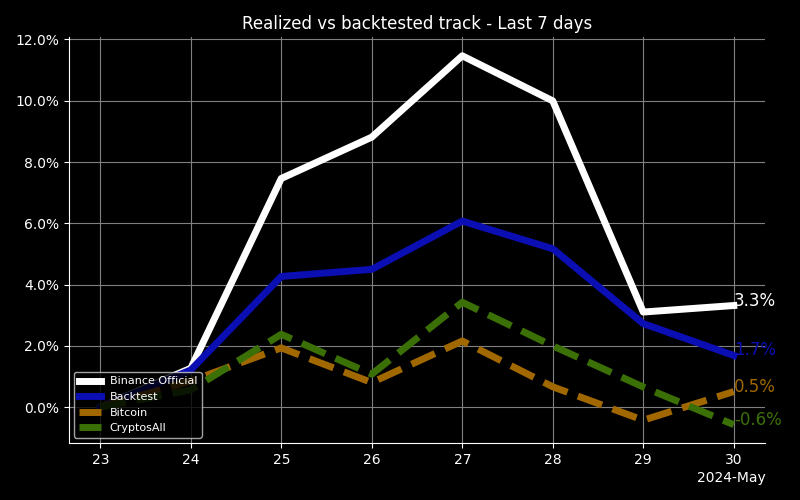 Realized vs backtested track - Last 7 days
12.0%
10.0%
8.0%
6.0%
4.0%
2.0%
0.0%
3.3%
1.7%
0.5%
-0.6%
Binance Official
Backtest
Bitcoin
CryptosAll
23 24 25 26 27 28 29 30
2024-May